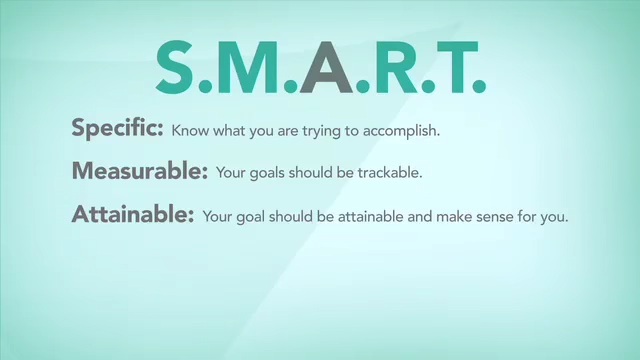 S.M.A.R.T.
Specific: Know what you are trying to accomplish.
Measurable: Your goals should be trackable.
Attainable: Your goal should be attainable and make sense for you.